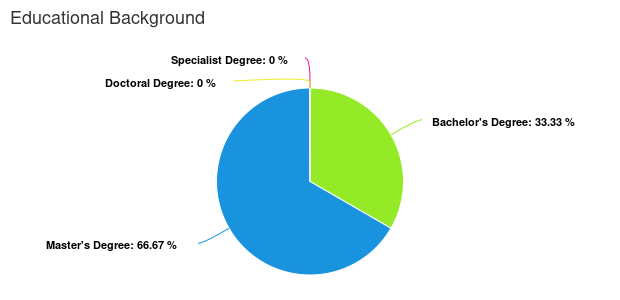 Educational Background
Specialist Degree: 0 %
Doctoral Degree: 0 %
Bachelor's Degree: 33.33 %
Master's Degree: 66.67 %